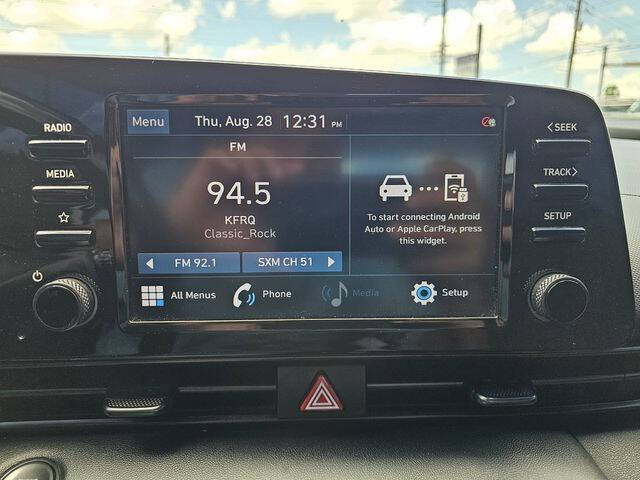 RADIO
MEDIA
Menu
Thu, Aug. 28 12:31 PM
FM
94.5
KFRQ
Classic_Rock
FM 92.1
SXM CH 51
To start connecting Android
Auto or Apple CarPlay, press
this widget.
All Menus
Phone
Media
Setup
SEEK
TRACK
SETUP